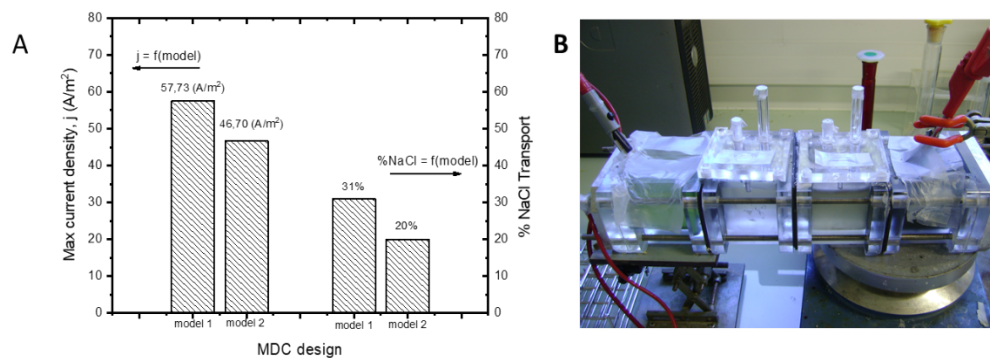 A
B
80
70
60
50
40
30
20
10
0
Max current density, j (A/m²)
j = f(model)
57,73 (A/m²)
46,70 (A/m²)
%NaCl = f(model)
31%
20%
80
70
60
50
40
30
20
10
0
% NaCl Transport
model 1
model 2
model 1
model 2
MDC design